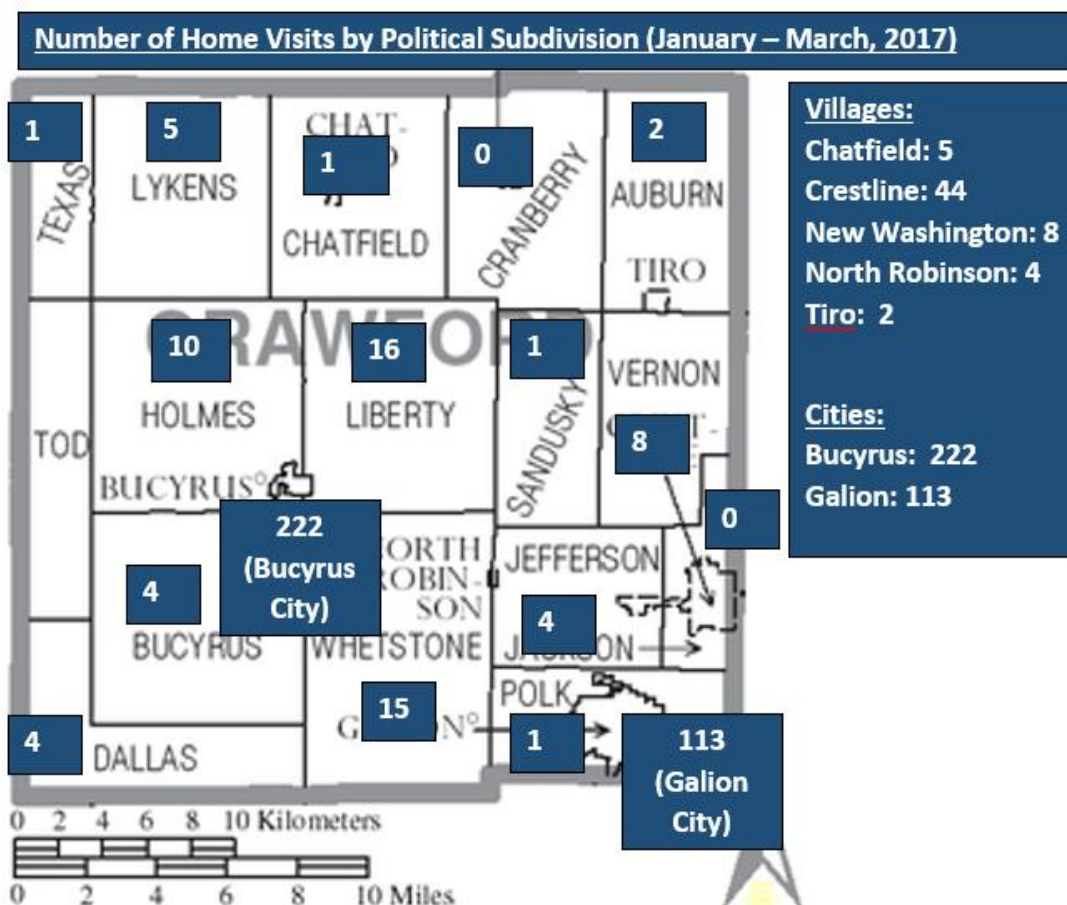 Number of Home Visits by Political Subdivision (January – March, 2017)
Villages:
Chatfield: 5
Crestline: 44
New Washington: 8
North Robinson: 4
Tiro: 2
Cities:
Bucyrus: 222
Galion: 113
1
5
1
0
2
CHAT-
TEXAS
LYKENS
CHATFIELD
CRANBERRY
AUBURN
TIRO
10
16
1
8
0
HOLMES
LIBERTY
SANDUSKY
VERNON
TOD
BUCYRUS°
222
(Bucyrus
City)
4
BUCYRUS
SON
WHETSTONE
JEFFERSON
4
15
4
DALLAS
POLK
1
113
(Galion
City)
0 2 4 6 8 10 Kilometers
0 2 4 6 8 10 Miles